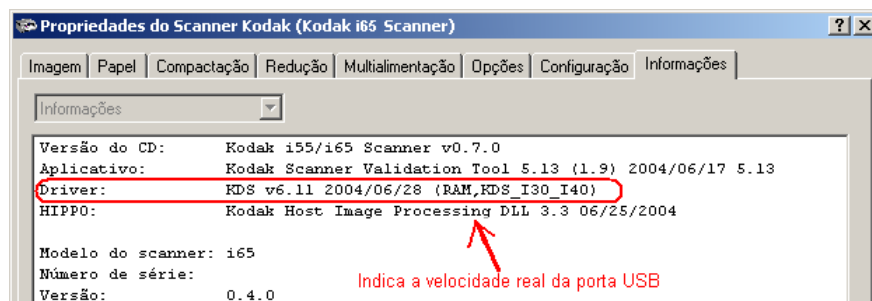 Propriedades do Scanner Kodak (Kodak i65 Scanner)
Imagem Papel Compactação Redução Multialimentação Opções Configuração Informações
Informações
Versão do CD: Kodak i55/i65 Scanner v0.7.0
Aplicativo: Kodak Scanner Validation Tool 5.13 (1.9) 2004/06/17 5.13
Driver: KDS v6.11 2004/06/28 (RAM,KDS_I30_I40)
HIPPO: Kodak Host Image Processing DLL 3.3 06/25/2004
Modelo do scanner: i65
Número de série:
Indica a velocidade real da porta USB
Versão: 0.4.0